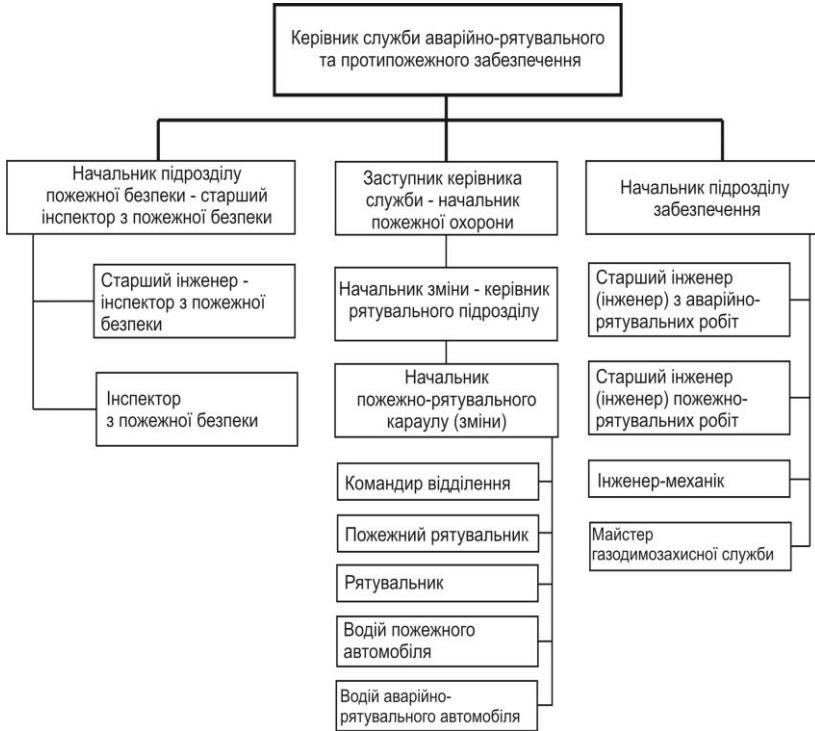 Керівник служби аварійно-рятувального
та протипожежного забезпечення
Начальник підрозділу
пожежної безпеки - старший
інспектор з пожежної безпеки
Старший інженер -
інспектор з пожежної
безпеки
Інспектор
з пожежної безпеки
Заступник керівника
служби - начальник
пожежної охорони
Начальник зміни - керівник
рятувального підрозділу
Начальник
пожежно-рятувального
караулу (зміни)
Командир відділення
Пожежний рятувальник
Рятувальник
Водій пожежного
автомобіля
Водій аварійно-
рятувального автомобіля
Начальник підрозділу
забезпечення
Старший інженер
(інженер) з аварійно-
рятувальних робіт
Старший інженер
(інженер) пожежно-
рятувальних робіт
Інженер-механік
Майстер
газодимозахисної служби